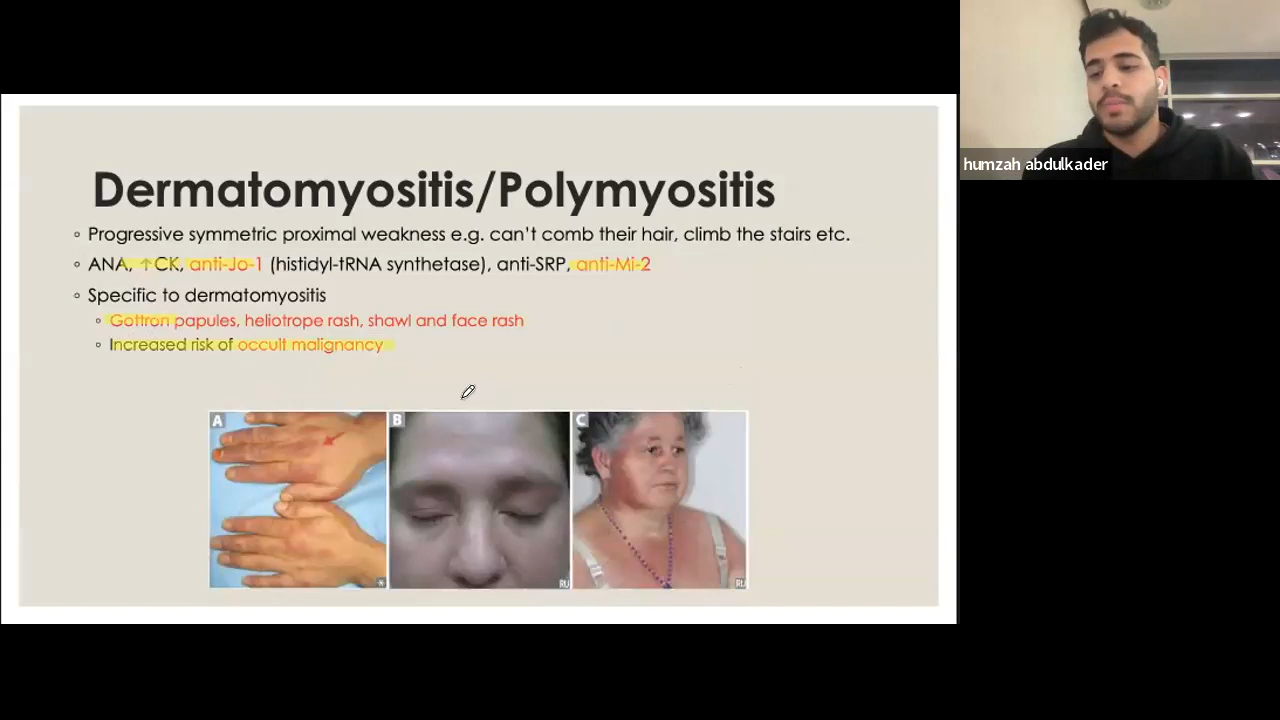 humzah abdulkader
Dermatomyositis/Polymyositis
◦ Progressive symmetric proximal weakness e.g. can't comb their hair, climb the stairs etc.
◦ ANA, ↑CK, anti-Jo-1 (histidyl-tRNA synthetase), anti-SRP, anti-Mi-2
◦ Specific to dermatomyositis
◦ Gottron papules, heliotrope rash, shawl and face rash
◦ Increased risk of occult malignancy
A B C
* RU RU